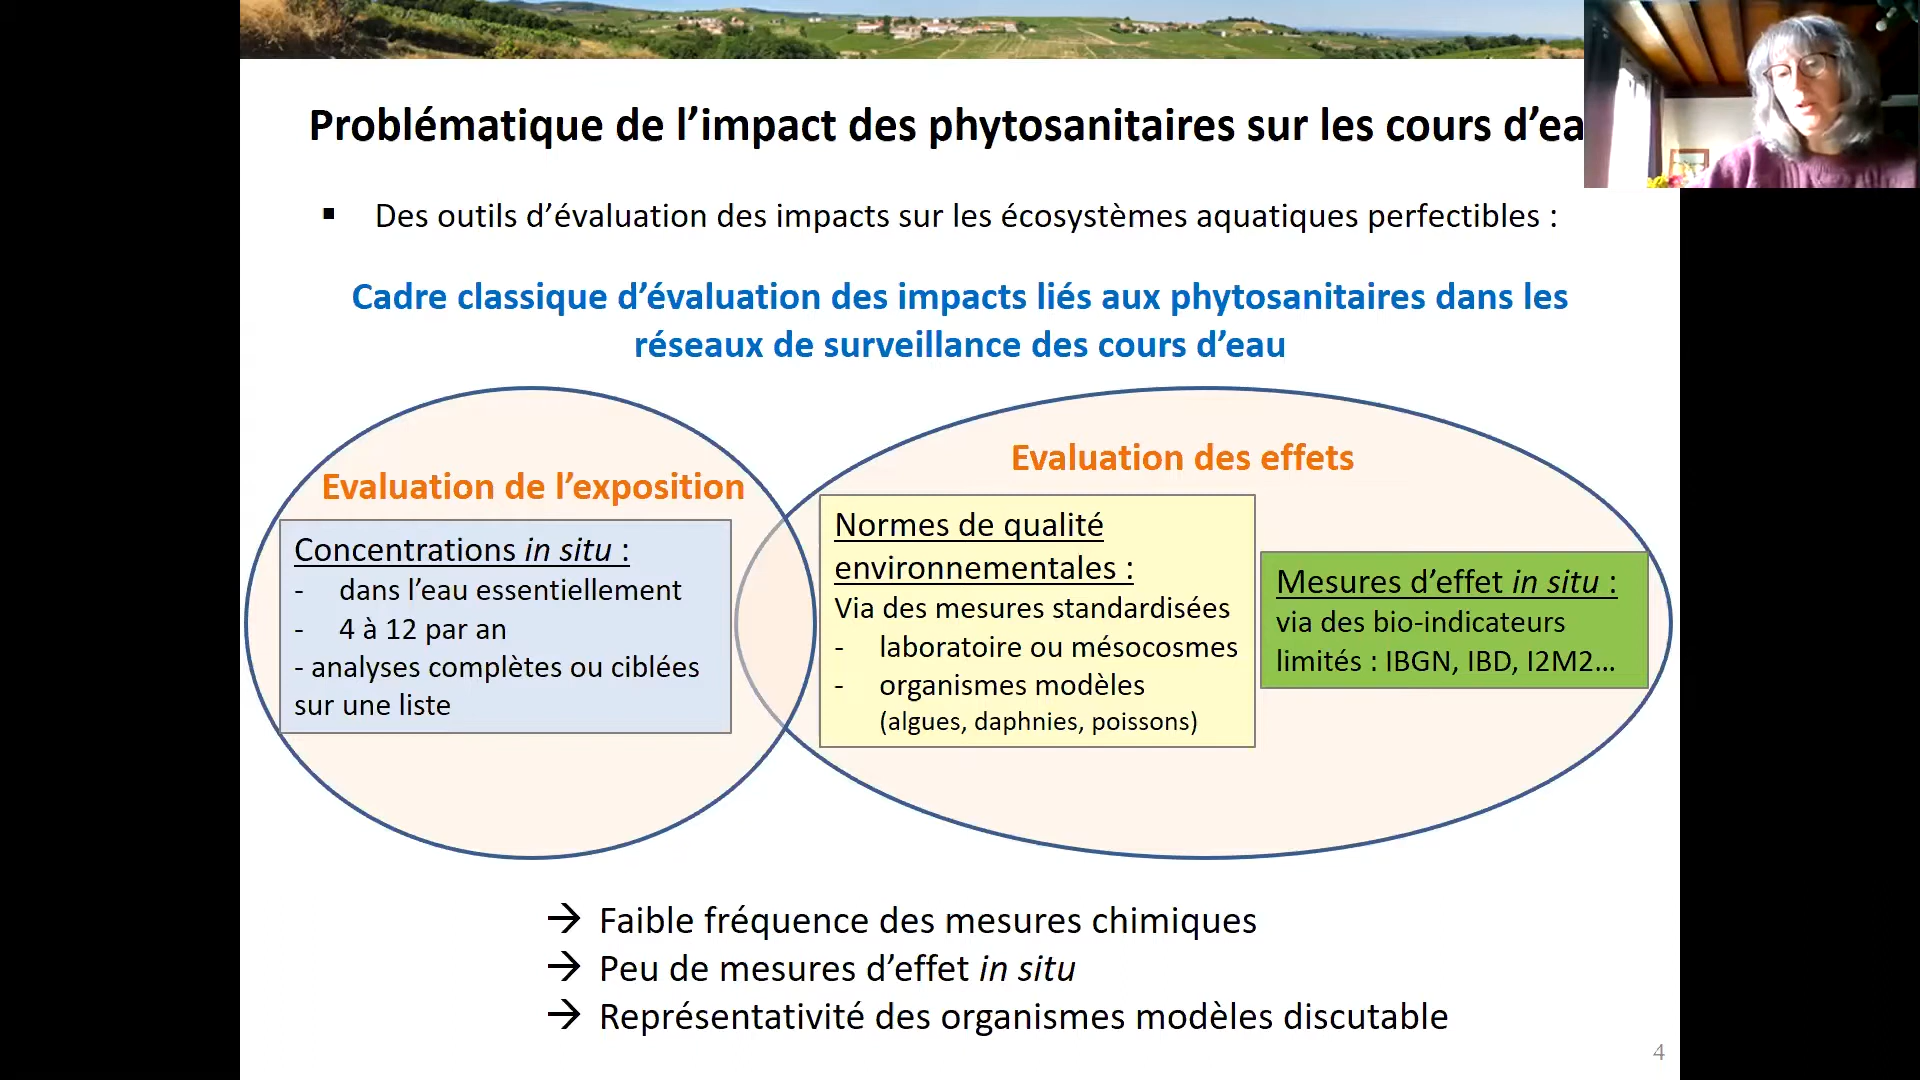 Problématique de l’impact des phytosanitaires sur les cours d’ea
▪ Des outils d’évaluation des impacts sur les écosystèmes aquatiques perfectibles :
Cadre classique d’évaluation des impacts liés aux phytosanitaires dans les
réseaux de surveillance des cours d’eau
Evaluation de l’exposition
Concentrations in situ :
- dans l’eau essentiellement
- 4 à 12 par an
- analyses complètes ou ciblées
sur une liste
Evaluation des effets
Normes de qualité
environnementales :
Via des mesures standardisées
- laboratoire ou mésocosmes
- organismes modèles
(algues, daphnies, poissons)
Mesures d’effet in situ :
via des bio-indicateurs
limités : IBGN, IBD, I2M2...
→ Faible fréquence des mesures chimiques
→ Peu de mesures d’effet in situ
→ Représentativité des organismes modèles discutable
4